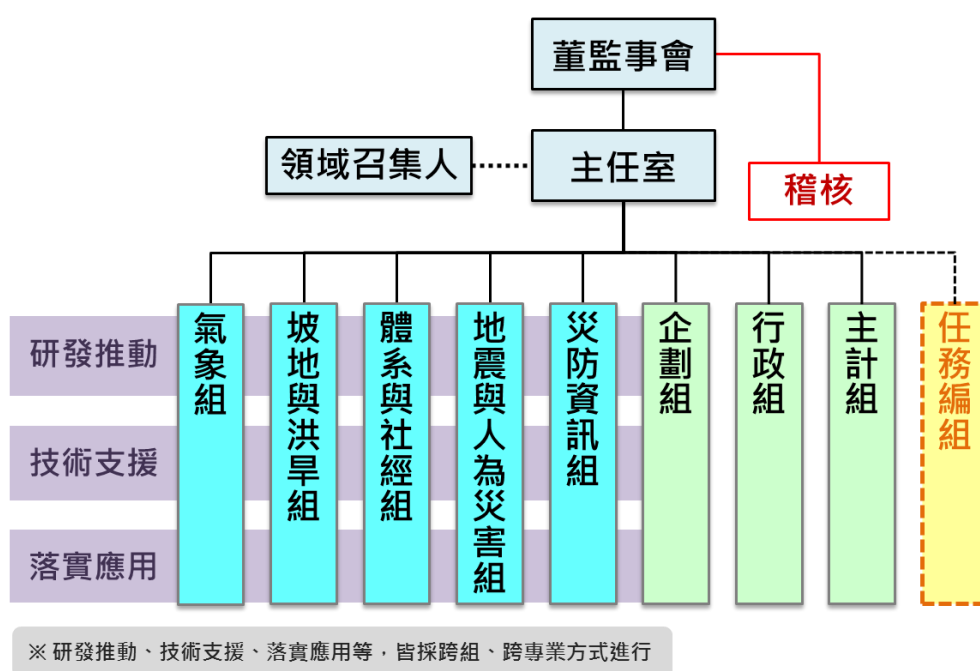 董監事會
領域召集人
主任室
稽核
研發推動
技術支援
落實應用
氣象組
坡地與洪旱組
體系與社經組
地震與人為災害組
災防資訊組
企劃組
行政組
主計組
任務編組
※ 研發推動、技術支援、落實應用等，皆採跨組、跨專業方式進行